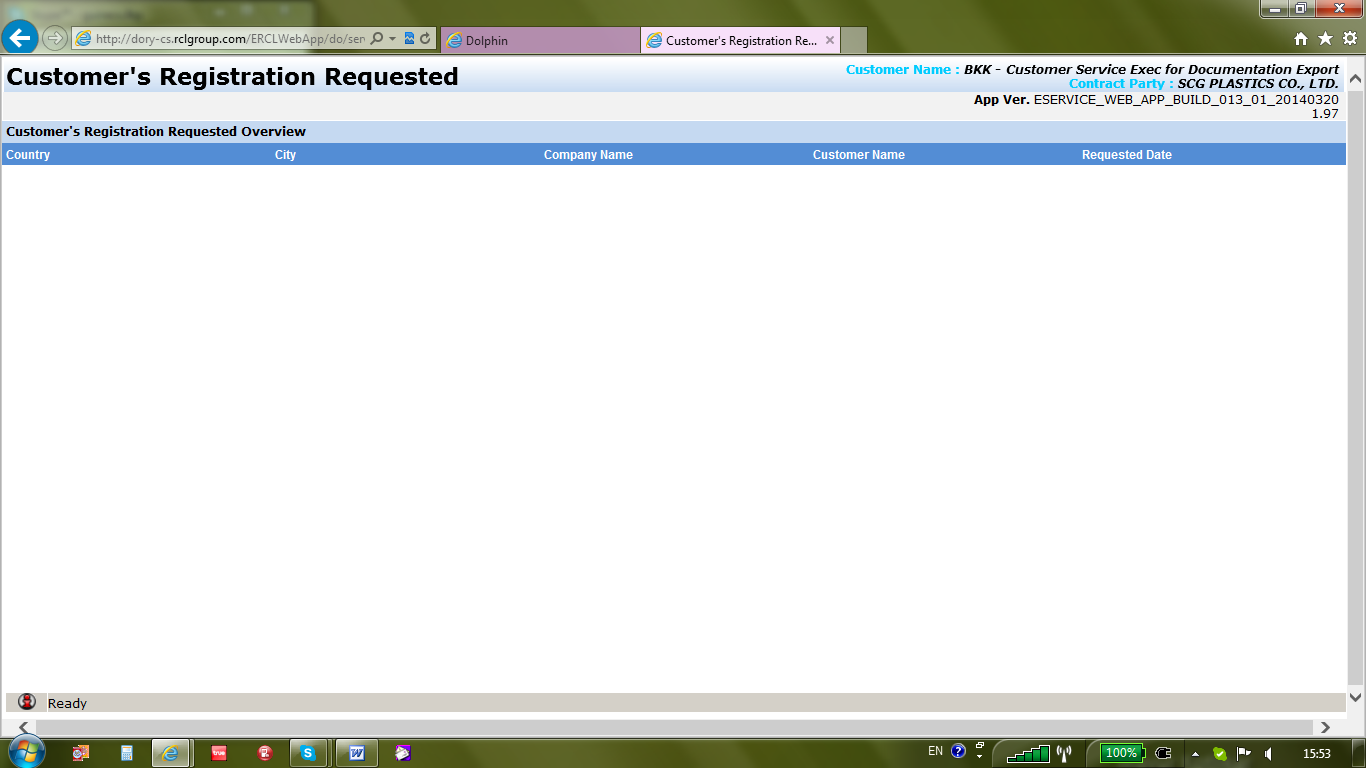 http://dory-cs.rclgroup.com/ERCLWebApp/do/ser
Dolphin
Customer's Registration Re...
Customer's Registration Requested
Customer Name : BKK - Customer Service Exec for Documentation Export
Contract Party : SCG PLASTICS CO., LTD.
App Ver. ESERVICE_WEB_APP_BUILD_013_01_20140320
1.97
Customer's Registration Requested Overview
Country City Company Name Customer Name Requested Date
Ready
true
EN 100% 15:53